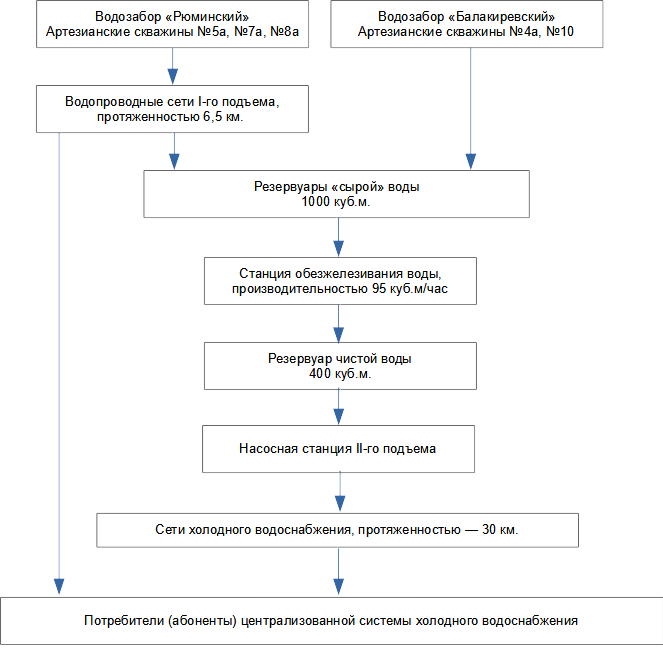 Водозабор «Рюминский»
Артезианские скважины №5а, №7а, №8а
Водозабор «Балакиревский»
Артезианские скважины №4а, №10
Водопроводные сети I-го подъема,
протяженностью 6,5 км.
Резервуары «сырой» воды
1000 куб.м.
Станция обезжелезивания воды,
производительностью 95 куб.м/час
Резервуар чистой воды
400 куб.м.
Насосная станция II-го подъема
Сети холодного водоснабжения, протяженностью — 30 км.
Потребители (абоненты) централизованной системы холодного водоснабжения